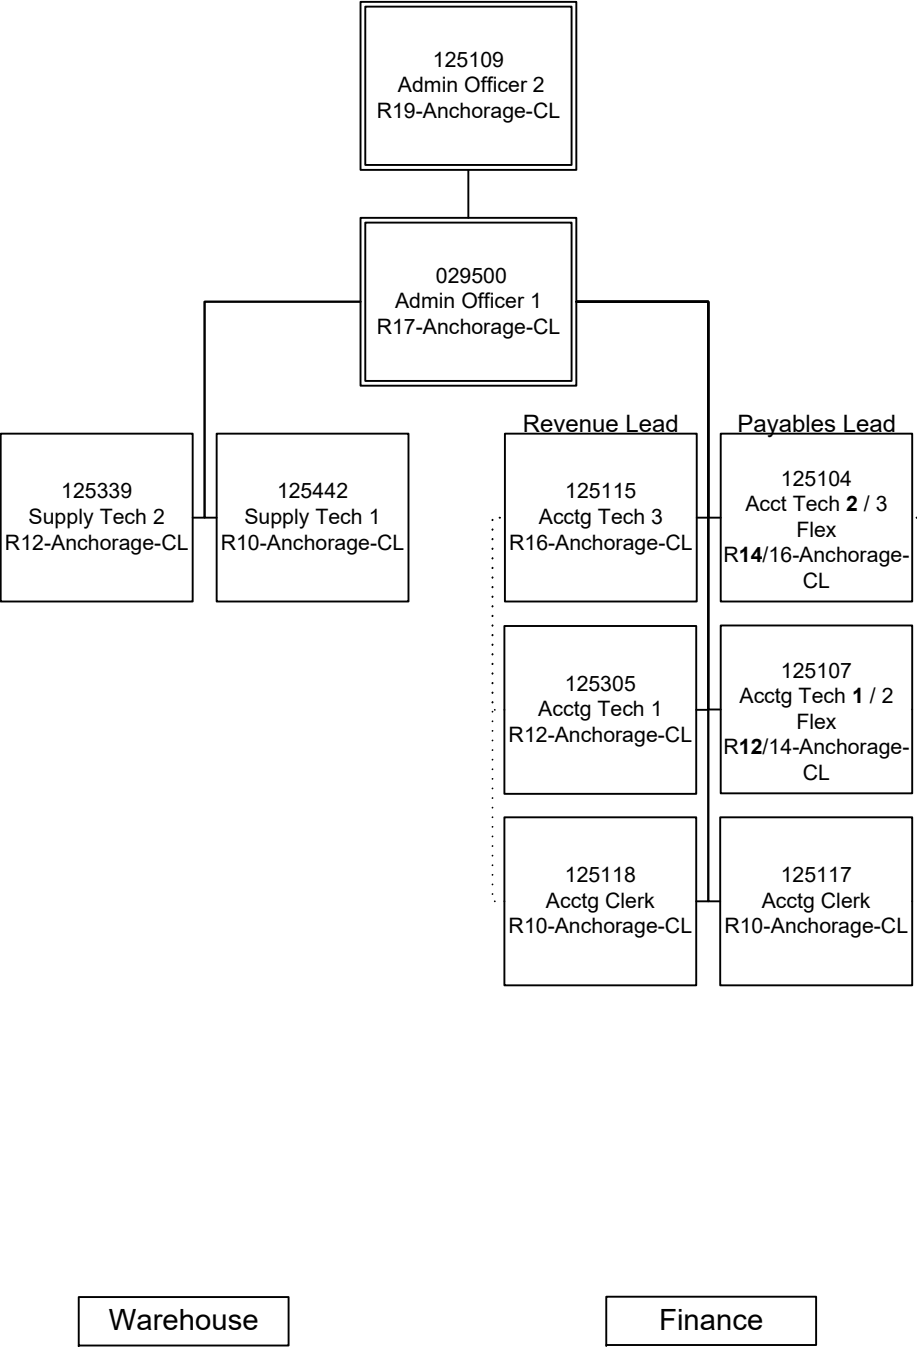 125109
Admin Officer 2
R19-Anchorage-CL
029500
Admin Officer 1
R17-Anchorage-CL
125339
Supply Tech 2
R12-Anchorage-CL
125442
Supply Tech 1
R10-Anchorage-CL
Revenue Lead
125115
Acctg Tech 3
R16-Anchorage-CL
Payables Lead
125104
Acct Tech 2 / 3
Flex
R14/16-Anchorage-
CL
125305
Acctg Tech 1
R12-Anchorage-CL
125107
Acctg Tech 1 / 2
Flex
R12/14-Anchorage-
CL
125118
Acctg Clerk
R10-Anchorage-CL
125117
Acctg Clerk
R10-Anchorage-CL
Warehouse
Finance